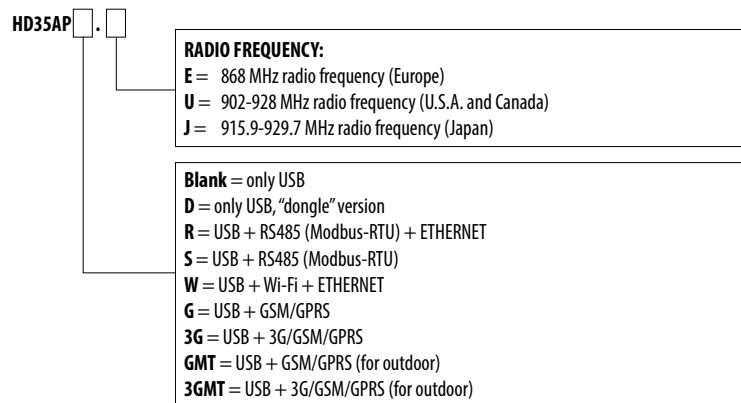 HD35AP .
RADIO FREQUENCY:
E = 868 MHz radio frequency (Europe)
U = 902-928 MHz radio frequency (U.S.A. and Canada)
J = 915.9-929.7 MHz radio frequency (Japan)
Blank = only USB
D = only USB, “dongle” version
R = USB + RS485 (Modbus-RTU) + ETHERNET
S = USB + RS485 (Modbus-RTU)
W = USB + Wi-Fi + ETHERNET
G = USB + GSM/GPRS
3G = USB + 3G/GSM/GPRS
GMT = USB + GSM/GPRS (for outdoor)
3GMT = USB + 3G/GSM/GPRS (for outdoor)